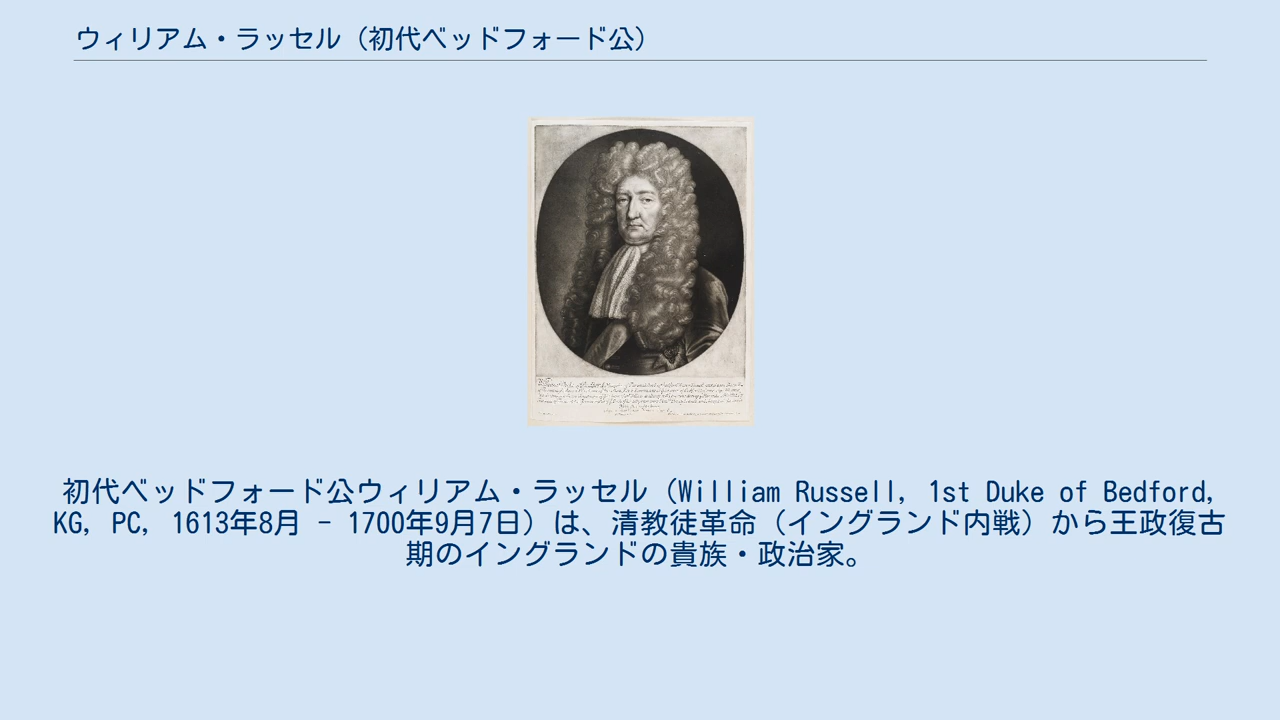 ウィリアム・ラッセル（初代ベッドフォード公）
初代ベッドフォード公ウィリアム・ラッセル（William Russell, 1st Duke of Bedford,
KG, PC, 1613年8月 - 1700年9月7日）は、清教徒革命（イングランド内戦）から王政復古
期のイングランドの貴族・政治家。